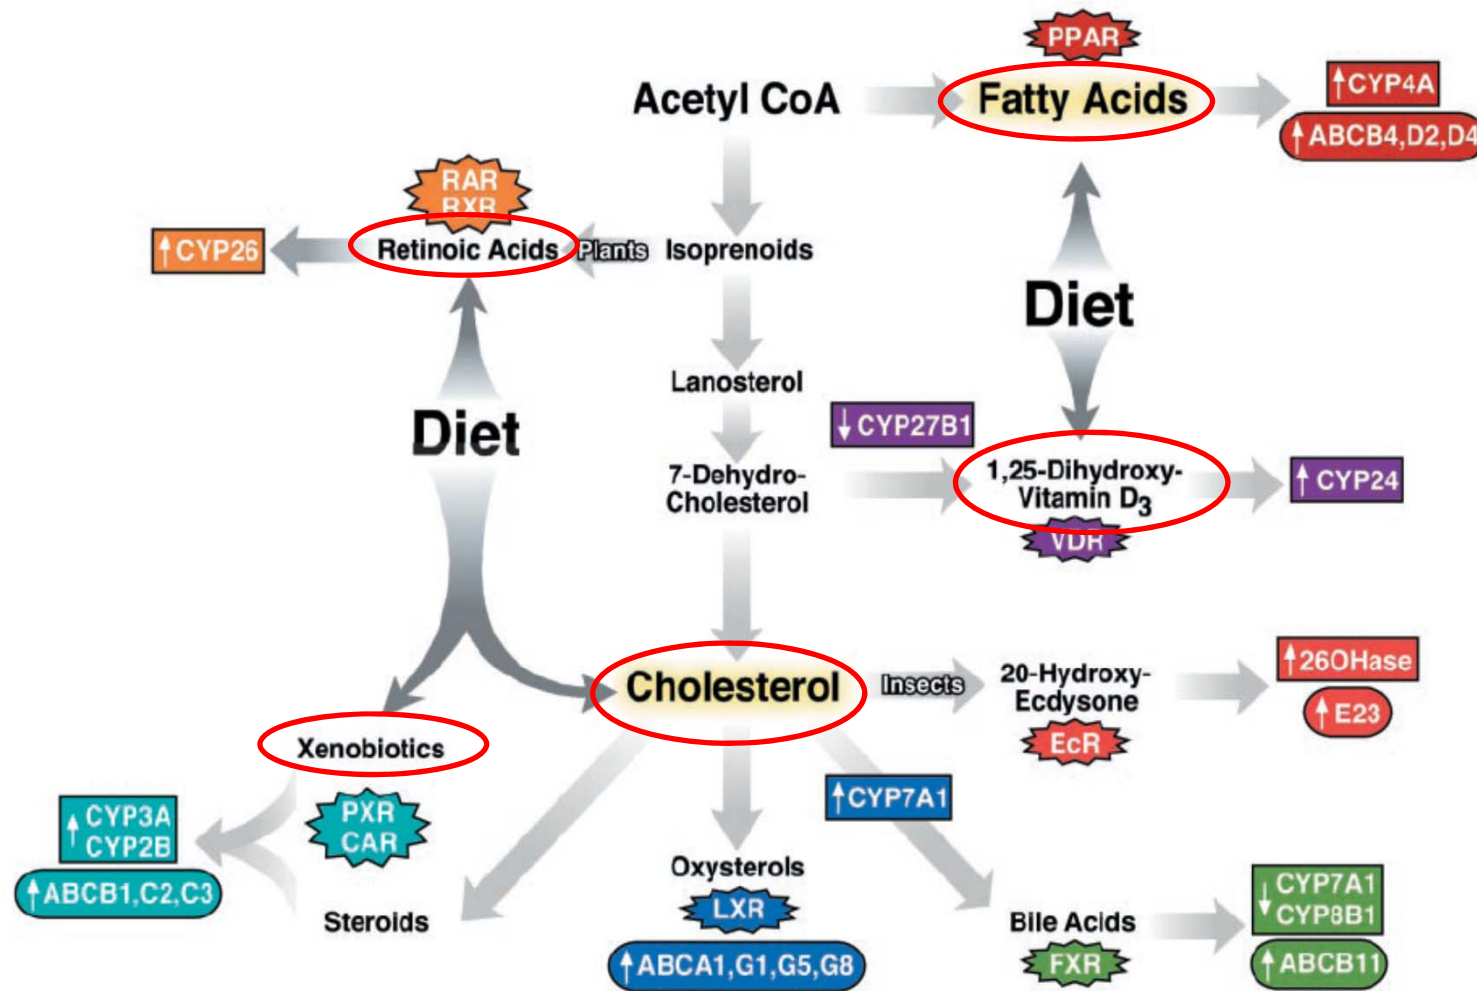 PPAR
Acetyl CoA
Fatty Acids
↑CYP4A
↑ABCB4,D2,D4
RAR
RXR
↑CYP26
Retinoic Acids
Plants
Isoprenoids
Diet
Lanosterol
Diet
↓CYP27B1
7-Dehydro-
Cholesterol
1,25-Dihydroxy-
Vitamin D3
↑CYP24
VDR
Cholesterol
Insects
20-Hydroxy-
Ecdysone
↑26OHase
↑E23
EcR
Xenobiotics
↑CYP7A1
↑CYP3A
CYP2B
PXR
CAR
↑ABCB1,C2,C3
Steroids
Oxysterols
LXR
↑ABCA1,G1,G5,G8
Bile Acids
FXR
↓CYP7A1
CYP8B1
↑ABCB11